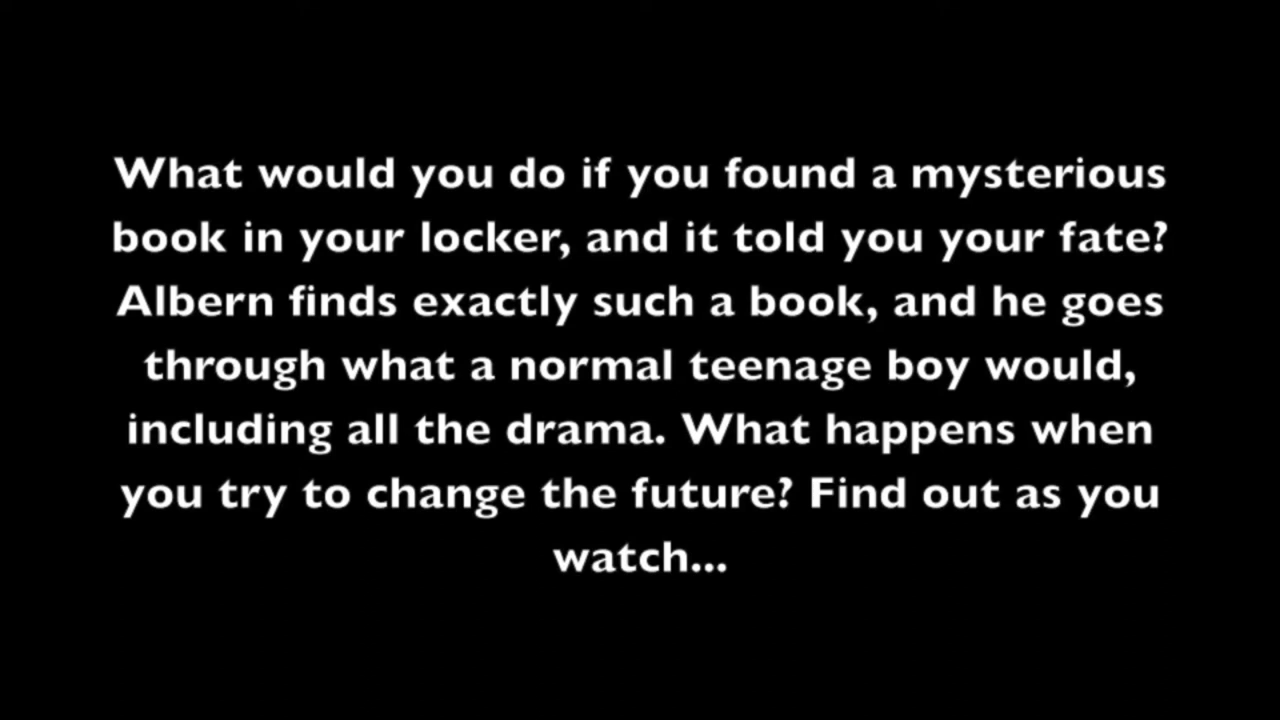 What would you do if you found a mysterious
book in your locker, and it told you your fate?
Albern finds exactly such a book, and he goes
through what a normal teenage boy would,
including all the drama. What happens when
you try to change the future? Find out as you
watch...